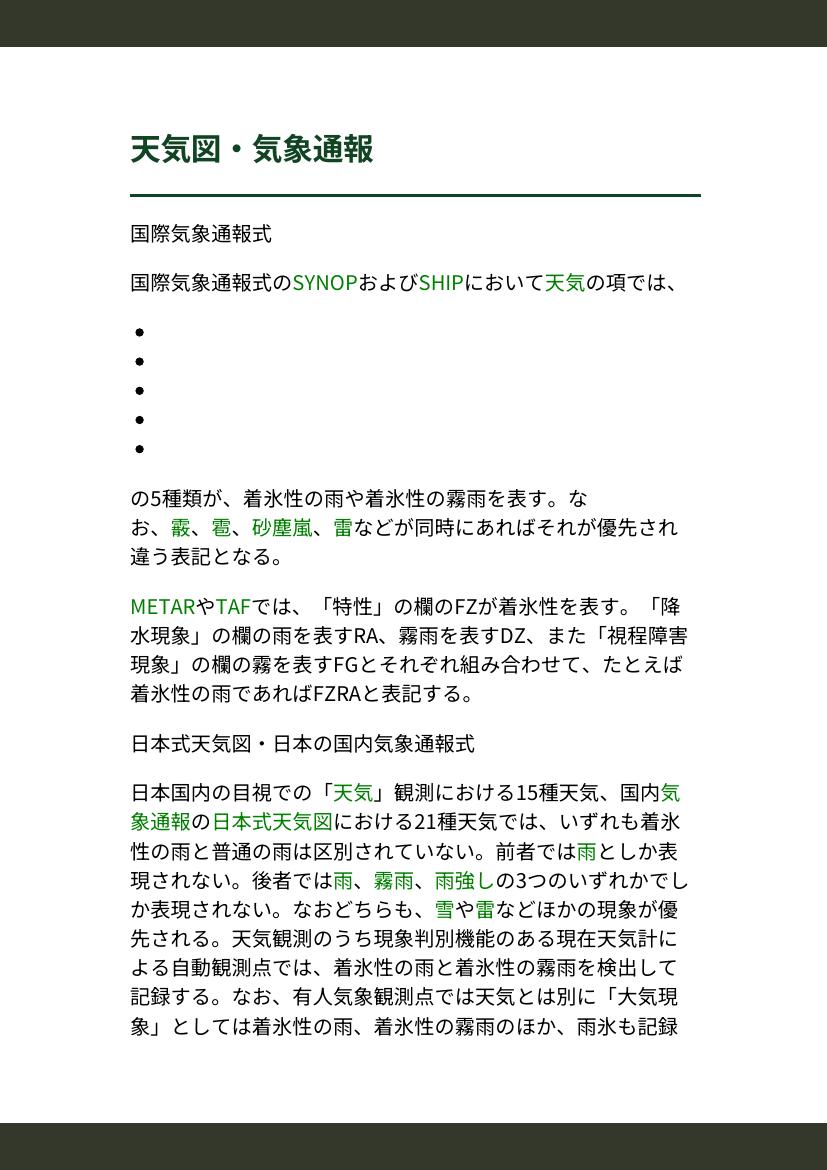 天気図・気象通報
国際気象通報式
国際気象通報式のSYNOPおよびSHIPにおいて天気の項では、
•
•
•
•
•
の5種類が、着氷性の雨や着氷性の霧雨を表す。な
お、霰、雹、砂塵嵐、雷などが同時にあればそれが優先され
違う表記となる。
METARやTAFでは、「特性」の欄のFZが着氷性を表す。「降
水現象」の欄の雨を表すRA、霧雨を表すDZ、また「視程障害
現象」の欄の霧を表すFGとそれぞれ組み合わせて、たとえば
着氷性の雨であればFZRAと表記する。
日本式天気図・日本の国内気象通報式
日本国内の目視での「天気」観測における15種天気、国内気
象通報の日本式天気図における21種天気では、いずれも着氷
性の雨と普通の雨は区別されていない。前者では雨としか表
現されない。後者では雨、霧雨、雨強しの3つのいずれかでし
か表現されない。なおどちらも、雪や雷などほかの現象が優
先される。天気観測のうち現象判別機能のある現在天気計に
よる自動観測点では、着氷性の雨と着氷性の霧雨を検出して
記録する。なお、有人気象観測点では天気とは別に「大気現
象」としては着氷性の雨、着氷性の霧雨のほか、雨氷も記録